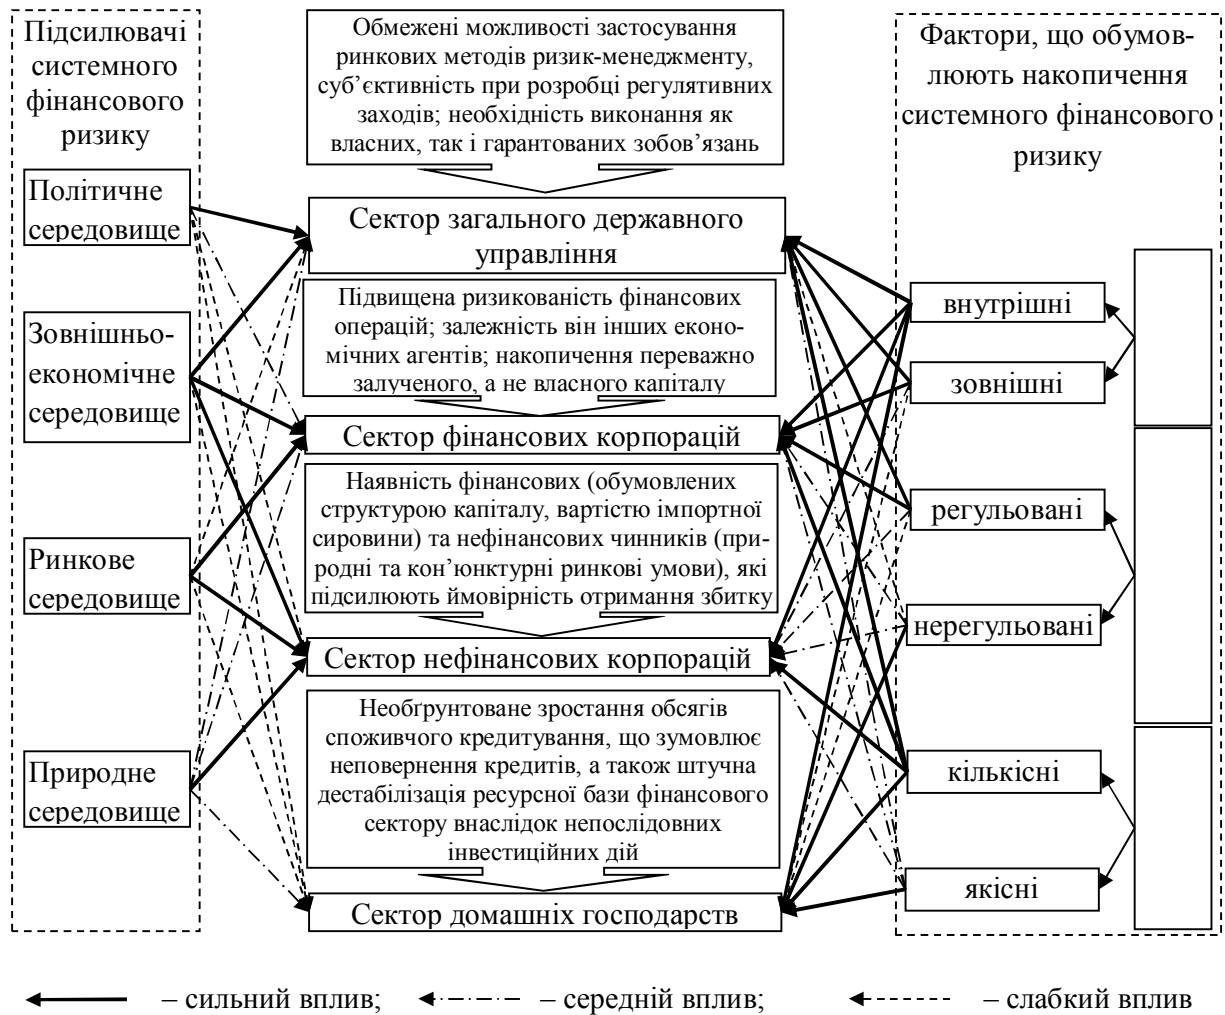 Підсилювачі
системного
фінансового
ризику
Політичне
середовище
Зовнішньо-
економічне
середовище
Ринкове
середовище
Природне
середовище
Обмежені можливості застосування
ринкових методів ризик-менеджменту,
суб’єктивність при розробці регулятивних
заходів; необхідність виконання як
власних, так і гарантованих зобов’язань
Сектор загального державного
управління
Підвищена ризикованість фінансових
операцій; залежність він інших еконо-
мічних агентів; накопичення переважно
залученого, а не власного капіталу
Сектор фінансових корпорацій
Наявність фінансових (обумовлених
структурою капіталу, вартістю імпортної
сировини) та нефінансових чинників (при-
родні та кон’юнктурні ринкові умови), які
підсилюють ймовірність отримання збитку
Сектор нефінансових корпорацій
Необґрунтоване зростання обсягів
споживчого кредитування, що зумовлює
неповернення кредитів, а також штучна
дестабілізація ресурсної бази фінансового
сектору внаслідок непослідовних
інвестиційних дій
Сектор домашніх господарств
Фактори, що обумов-
люють накопичення
системного фінансового
ризику
внутрішні
зовнішні
регульовані
нерегульовані
кількісні
якісні
– сильний вплив;
– середній вплив;
– слабкий вплив